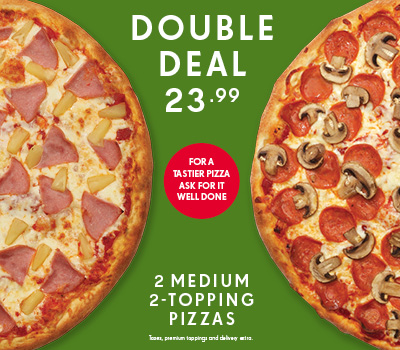 DOUBLE
DEAL
23.99
FOR A
TASTIER PIZZA
ASK FOR IT
WELL DONE
2 MEDIUM
2-TOPPING
PIZZAS
Taxes, premium toppings and delivery extra.